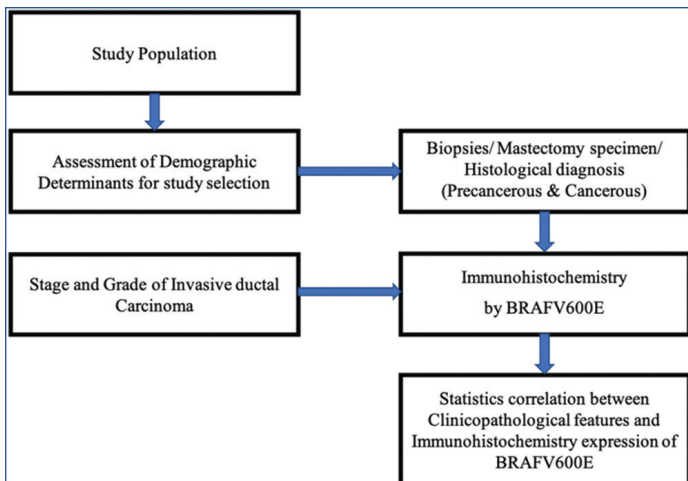 Study Population
Assessment of Demographic
Determinants for study selection
Biopsies/ Mastectomy specimen/
Histological diagnosis
(Precancerous & Cancerous)
Stage and Grade of Invasive ductal
Carcinoma
Immunohistochemistry
by BRAFV600E
Statistics correlation between
Clinicopathological features and
Immunohistochemistry expression of
BRAFV600E